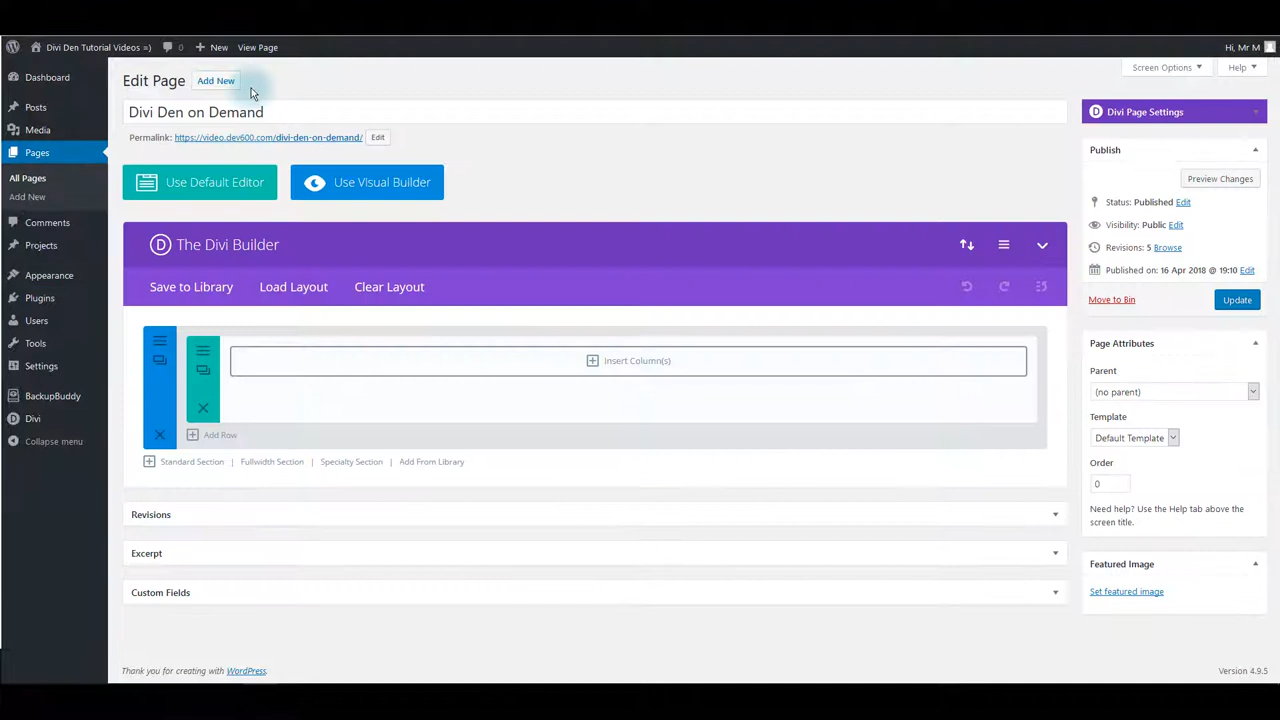 Divi Den Tutorial Videos =)
0
New
View Page
Hi, Mr M
Dashboard
Posts
Media
Pages
All Pages
Add New
Comments
Projects
Appearance
Plugins
Users
Tools
Settings
BackupBuddy
Divi
Collapse menu
Edit Page
Add New
Screen Options
Help
Divi Den on Demand
Permalink: https://video.dev600.com/divi-den-on-demand/ Edit
Use Default Editor
Use Visual Builder
D The Divi Builder
Save to Library
Load Layout
Clear Layout
Insert Column(s)
Add Row
Standard Section | Fullwidth Section | Specialty Section | Add From Library
Revisions
Excerpt
Custom Fields
D Divi Page Settings
Publish
Preview Changes
Status: Published Edit
Visibility: Public Edit
Revisions: 5 Browse
Published on: 16 Apr 2018 @ 19:10 Edit
Move to Bin
Update
Page Attributes
Parent
(no parent)
Template
Default Template
Order
0
Need help? Use the Help tab above the
screen title.
Featured Image
Set featured image
Thank you for creating with WordPress.
Version 4.9.5